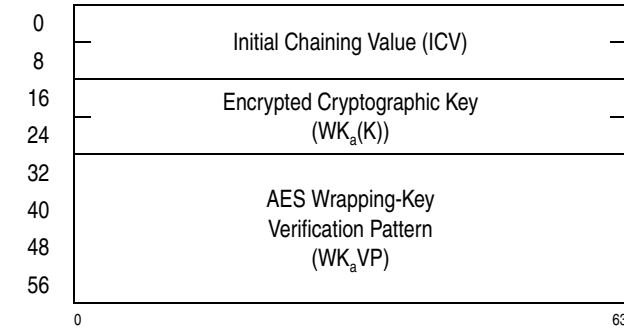 0
Initial Chaining Value (ICV)
8
16
Encrypted Cryptographic Key
24
(WKa(K))
32
AES Wrapping-Key
40
Verification Pattern
48
(WKaVP)
56
0 63